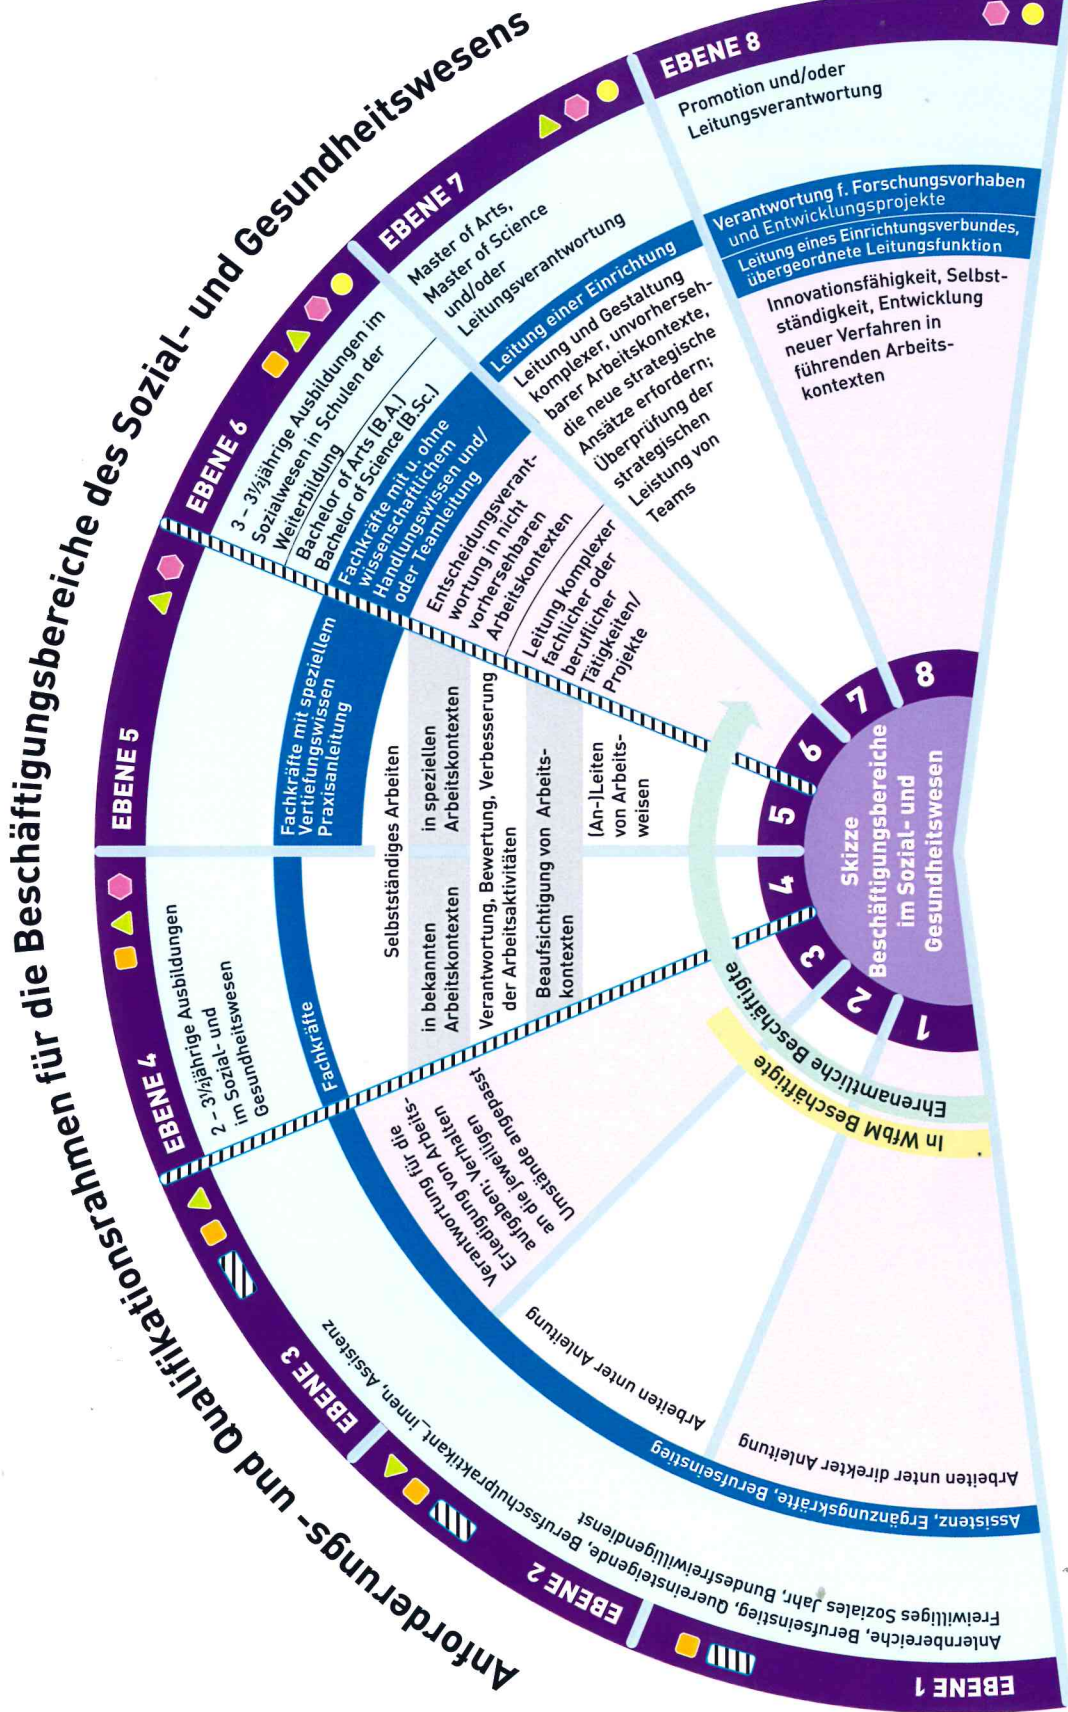 Anforderungs- und Qualifikationsrahmen für die Beschäftigungsbereiche des Sozial- und Gesundheitswesens
EBENE 1
EBENE 2
EBENE 3
Anlernbereiche, Berufseinstieg, Quereinsteigende, Berufsschulpraktikant_innen, Assistenz
Freiwilliges Soziales Jahr, Bundesfreiwilligendienst
Assistenz, Ergänzungskräfte, Berufseinstieg
Arbeiten unter direkter Anleitung
Arbeiten unter Anleitung
Verantwortung für die
Erledigung von Arbeits-
aufgaben; Verhalten
an die jeweiligen
Umstände angepasst
EBENE 4
2 – 3½jährige Ausbildungen
im Sozial- und
Gesundheitswesen
Fachkräfte
EBENE 5
Fachkräfte mit speziellem
Vertiefungswissen
Praxisanleitung
Selbstständiges Arbeiten
in bekannten
Arbeitskontexten
in speziellen
Arbeitskontexten
Verantwortung, Bewertung, Verbesserung
der Arbeitsaktivitäten
Beaufsichtigung von Arbeits-
kontexten
(An-)Leiten
von Arbeits-
weisen
EBENE 6
3 – 3½jährige Ausbildungen im
Sozialwesen in Schulen der
Weiterbildung
Bachelor of Arts (B.A.)
Bachelor of Science (B.Sc.)
Fachkräfte mit u. ohne
wissenschaftlichem
Handlungswissen und/
oder Teamleitung
Entscheidungsverant-
wortung in nicht
vorhersehbaren
Arbeitskontexten
Leitung komplexer
fachlicher oder
beruflicher
Tätigkeiten/
Projekte
EBENE 7
Master of Arts,
Master of Science
und/oder
Leitungsverantwortung
Leitung einer Einrichtung
Leitung und Gestaltung
komplexer, unvorherseh-
barer Arbeitskontexte,
die neue strategische
Ansätze erfordern;
Überprüfung der
strategischen
Leistung von
Teams
EBENE 8
Promotion und/oder
Leitungsverantwortung
Verantwortung f. Forschungsvorhaben
und Entwicklungsprojekte
Leitung eines Einrichtungsverbundes,
übergeordnete Leitungsfunktion
Innovationsfähigkeit, Selbst-
ständigkeit, Entwicklung
neuer Verfahren in
führenden Arbeits-
kontexten
In WfbM Beschäftigte
Ehrenamtliche Beschäftigte
1
2
3
4
5
6
7
8
Skizze
Beschäftigungsbereiche
im Sozial- und
Gesundheitswesen